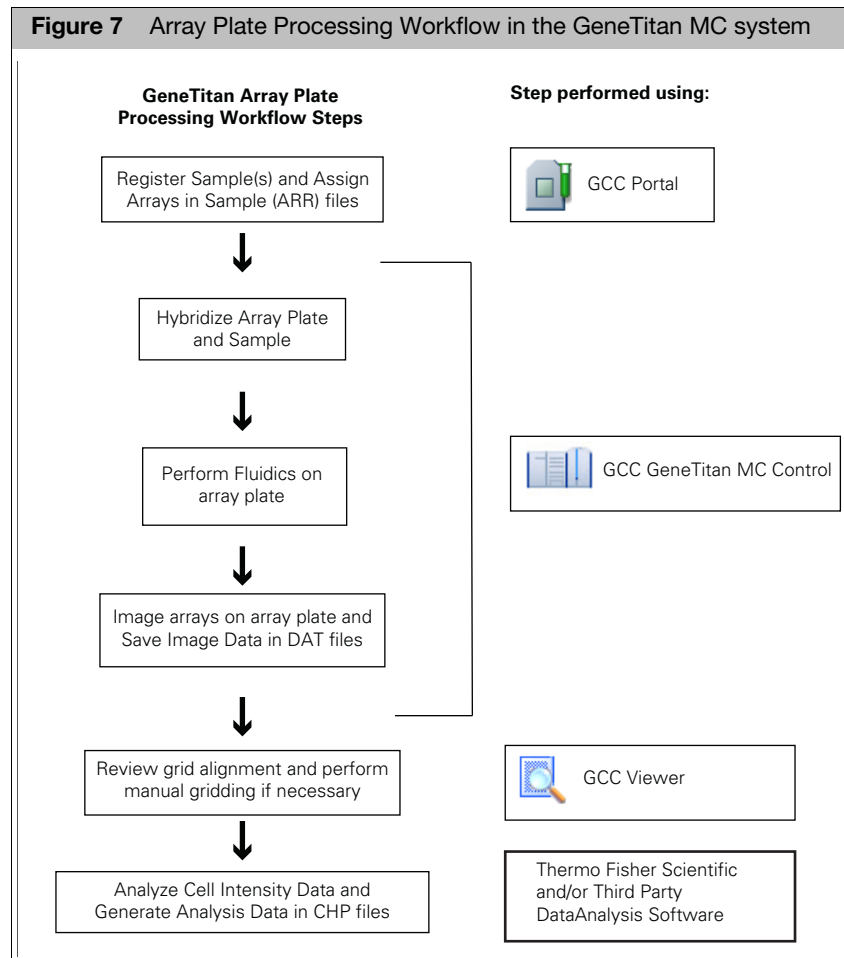 Figure 7 Array Plate Processing Workflow in the GeneTitan MC system
GeneTitan Array Plate
Processing Workflow Steps
Step performed using:
Register Sample(s) and Assign
Arrays in Sample (ARR) files
GCC Portal
Hybridize Array Plate
and Sample
Perform Fluidics on
array plate
GCC GeneTitan MC Control
Image arrays on array plate and
Save Image Data in DAT files
Review grid alignment and perform
manual gridding if necessary
GCC Viewer
Analyze Cell Intensity Data and
Generate Analysis Data in CHP files
Thermo Fisher Scientific
and/or Third Party
DataAnalysis Software